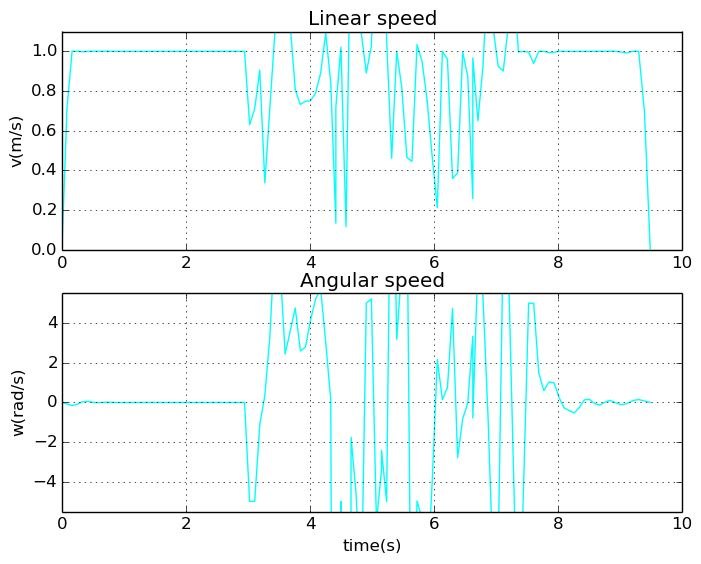 Linear speed
v(m/s)
1.0
0.8
0.6
0.4
0.2
0.0
0 2 4 6 8 10
Angular speed
w(rad/s)
4
2
0
−2
−4
0 2 4 6 8 10
time(s)